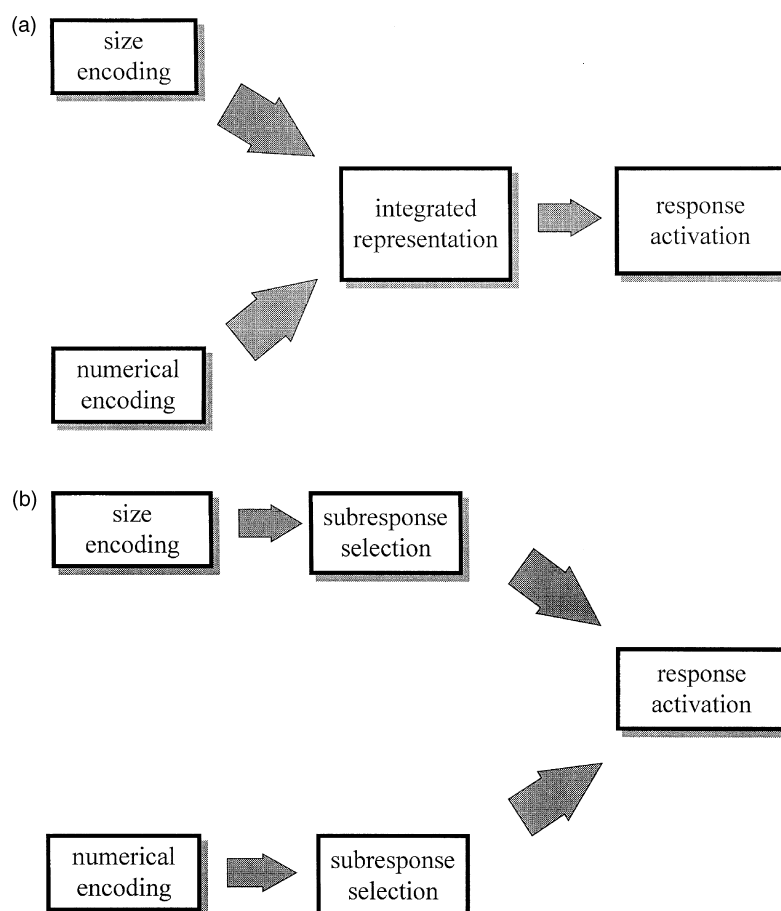 (a)
size
encoding
integrated
representation
response
activation
numerical
encoding
(b)
size
encoding
subresponse
selection
response
activation
numerical
encoding
subresponse
selection